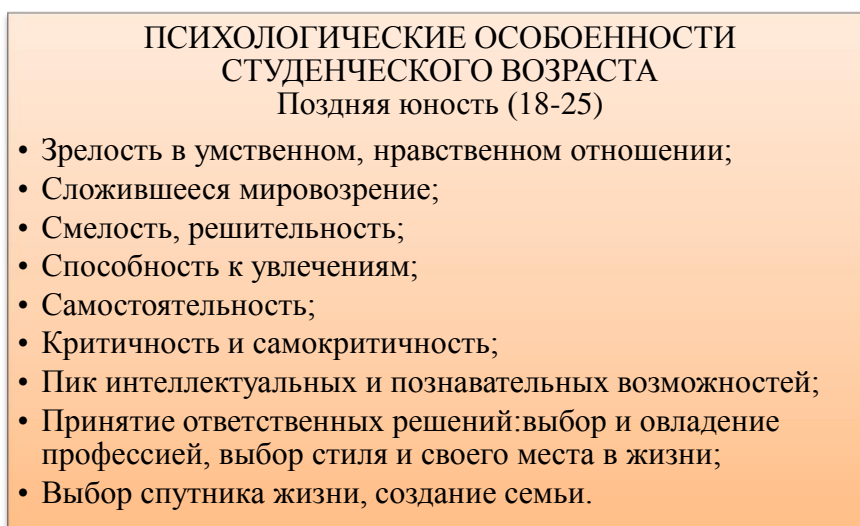 ПСИХОЛОГИЧЕСКИЕ ОСОБОЕННОСТИ
СТУДЕНЧЕСКОГО ВОЗРАСТА
Поздняя юность (18-25)
• Зрелость в умственном, нравственном отношении;
• Сложившееся мировозрение;
• Смелость, решительность;
• Способность к увлечениям;
• Самостоятельность;
• Критичность и самокритичность;
• Пик интеллектуальных и познавательных возможностей;
• Принятие ответственных решений:выбор и овладение
профессией, выбор стиля и своего места в жизни;
• Выбор спутника жизни, создание семьи.